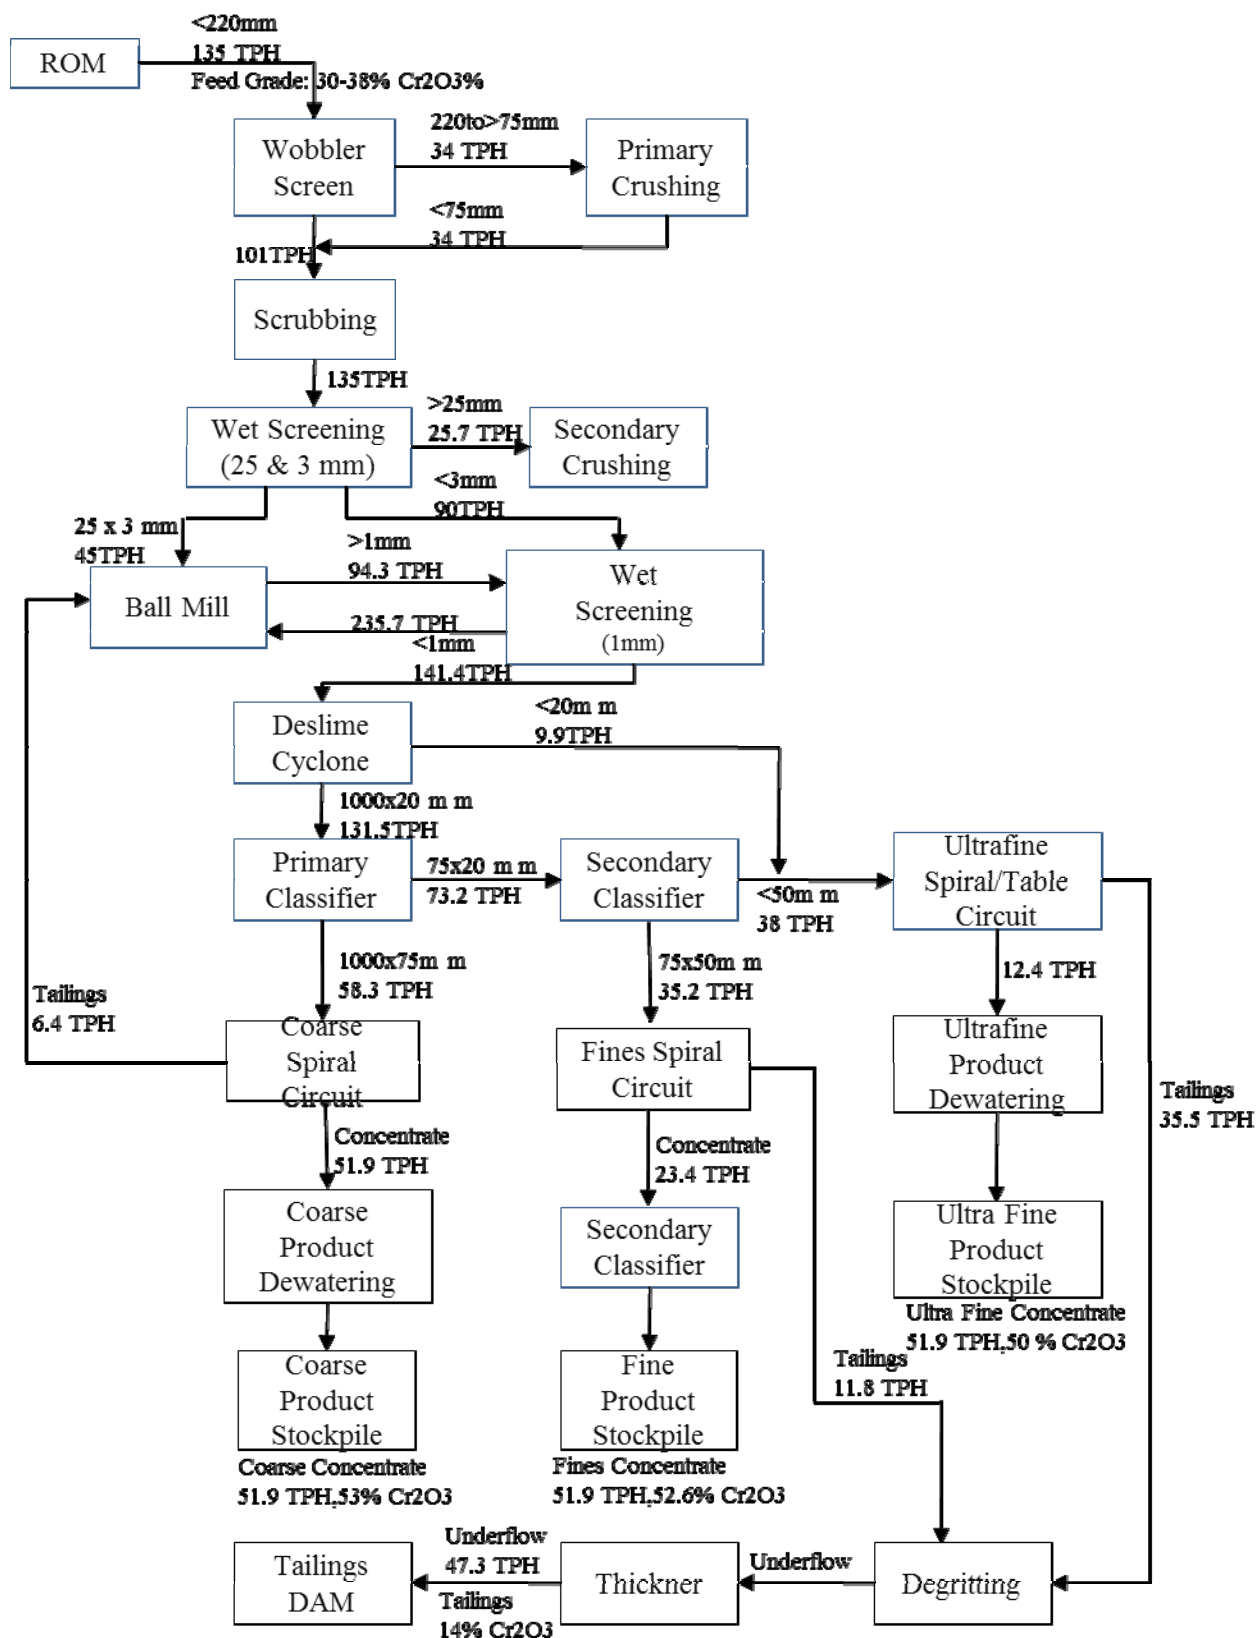 <220mm
135 TPH
Feed Grade: 30-38% Cr2O3%
ROM
Wobbler
Screen
220to>75mm
34 TPH
Primary
Crushing
<75mm
34 TPH
101TPH
Scrubbing
135TPH
Wet Screening
(25 & 3 mm)
>25mm
25.7 TPH
Secondary
Crushing
<3mm
90TPH
25 x 3 mm
45TPH
>1mm
94.3 TPH
Ball Mill
Wet
Screening
(1mm)
235.7 TPH
<1mm
141.4TPH
Deslime
Cyclone
<20m m
9.9TPH
1000x20 m m
131.5TPH
Primary
Classifier
75x20 m m
73.2 TPH
Secondary
Classifier
<50m m
38 TPH
Ultrafine
Spiral/Table
Circuit
1000x75m m
58.3 TPH
75x50m m
35.2 TPH
12.4 TPH
Tailings
6.4 TPH
Coarse
Spiral
Circuit
Fines Spiral
Circuit
Ultrafine
Product
Dewatering
Tailings
35.5 TPH
Concentrate
51.9 TPH
Concentrate
23.4 TPH
Coarse
Product
Dewatering
Secondary
Classifier
Ultra Fine
Product
Stockpile
Ultra Fine Concentrate
51.9 TPH,50 % Cr2O3
Coarse
Product
Stockpile
Fine
Product
Stockpile
Tailings
11.8 TPH
Coarse Concentrate
51.9 TPH,53% Cr2O3
Fines Concentrate
51.9 TPH,52.6% Cr2O3
Tailings
DAM
Underflow
47.3 TPH
Tailings
14% Cr2O3
Thickner
Underflow
Degritting